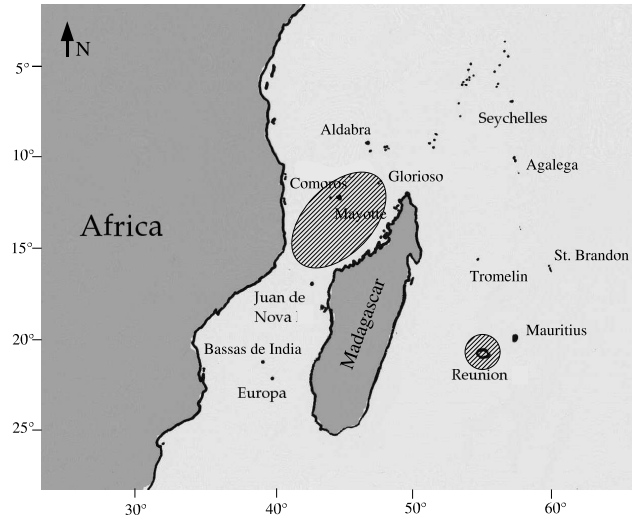 N
5°
Seychelles
Aldabra
10°
Agalega
Glorioso
Comoros
Mayotte
Africa
15°
St. Brandon
Tromelin
Juan de
Nova
Madagascar
20°
Mauritius
Bassas de India
Reunion
Europa
25°
30°
40°
50°
60°